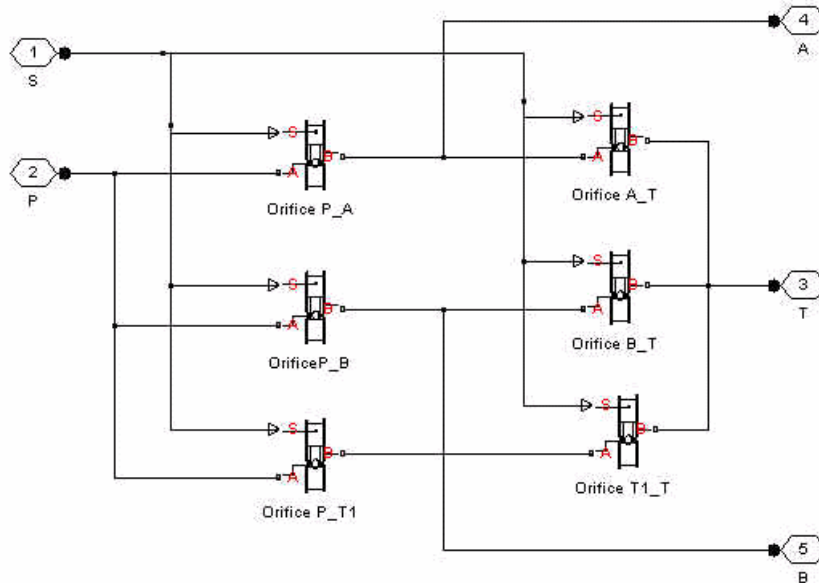 4
A
1
S
S
A
B
Orifice P_A
S
A
B
Orifice A_T
2
P
S
A
B
OrificeP_B
S
A
B
Orifice B_T
3
T
S
A
B
Orifice P_T1
S
A
B
Orifice T1_T
5
B